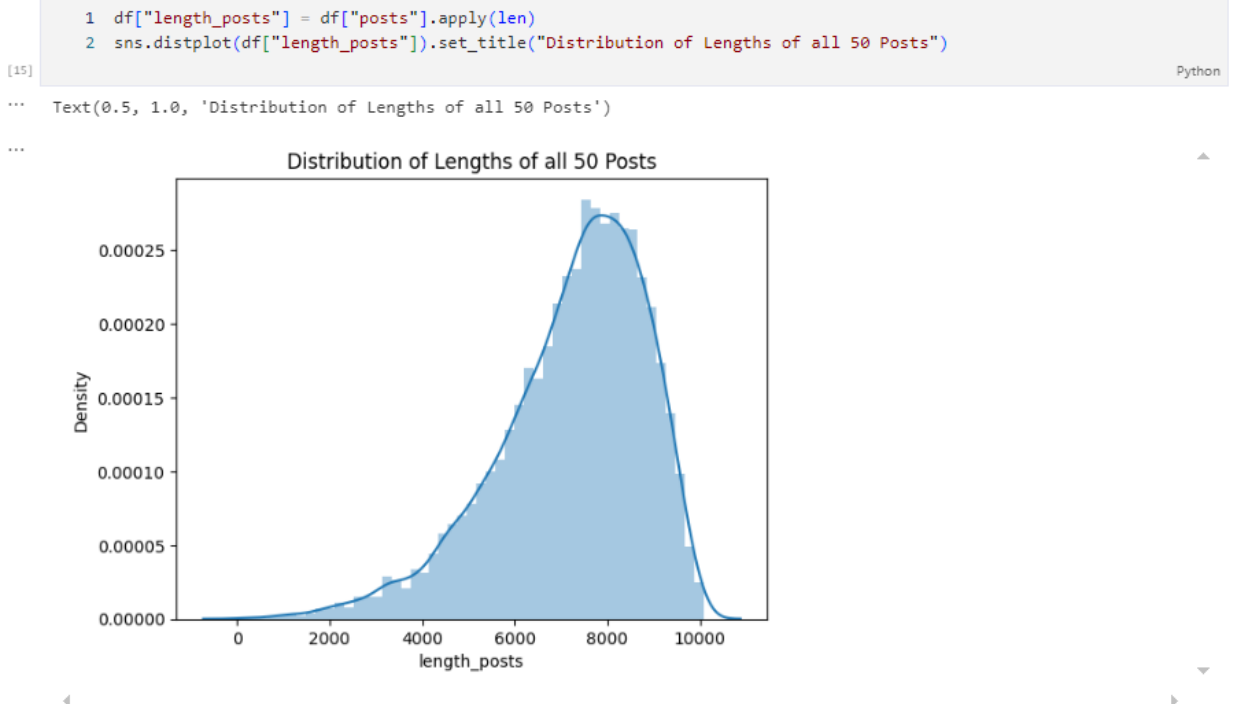 1 df["length_posts"] = df["posts"].apply(len)
2 sns.distplot(df["length_posts"]).set_title("Distribution of Lengths of all 50 Posts")
[15]
Python
... Text(0.5, 1.0, 'Distribution of Lengths of all 50 Posts')
...
Distribution of Lengths of all 50 Posts
0.00025
0.00020
0.00015
0.00010
0.00005
0.00000
Density
0 2000 4000 6000 8000 10000
length_posts